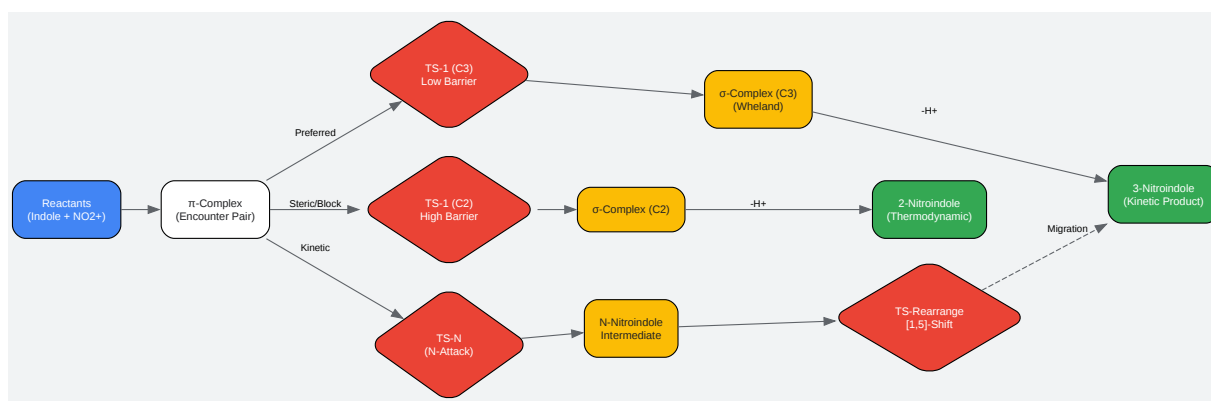 TS-1 (C3)
Low Barrier
σ-Complex (C3)
(Wheland)
-H+
Preferred
Reactants
(Indole + NO2+)
π-Complex
(Encounter Pair)
Steric/Block
TS-1 (C2)
High Barrier
σ-Complex (C2)
-H+
2-Nitroindole
(Thermodynamic)
3-Nitroindole
(Kinetic Product)
Kinetic
Migration
TS-N
(N-Attack)
N-Nitroindole
Intermediate
TS-Rearrange
[1,5]-Shift